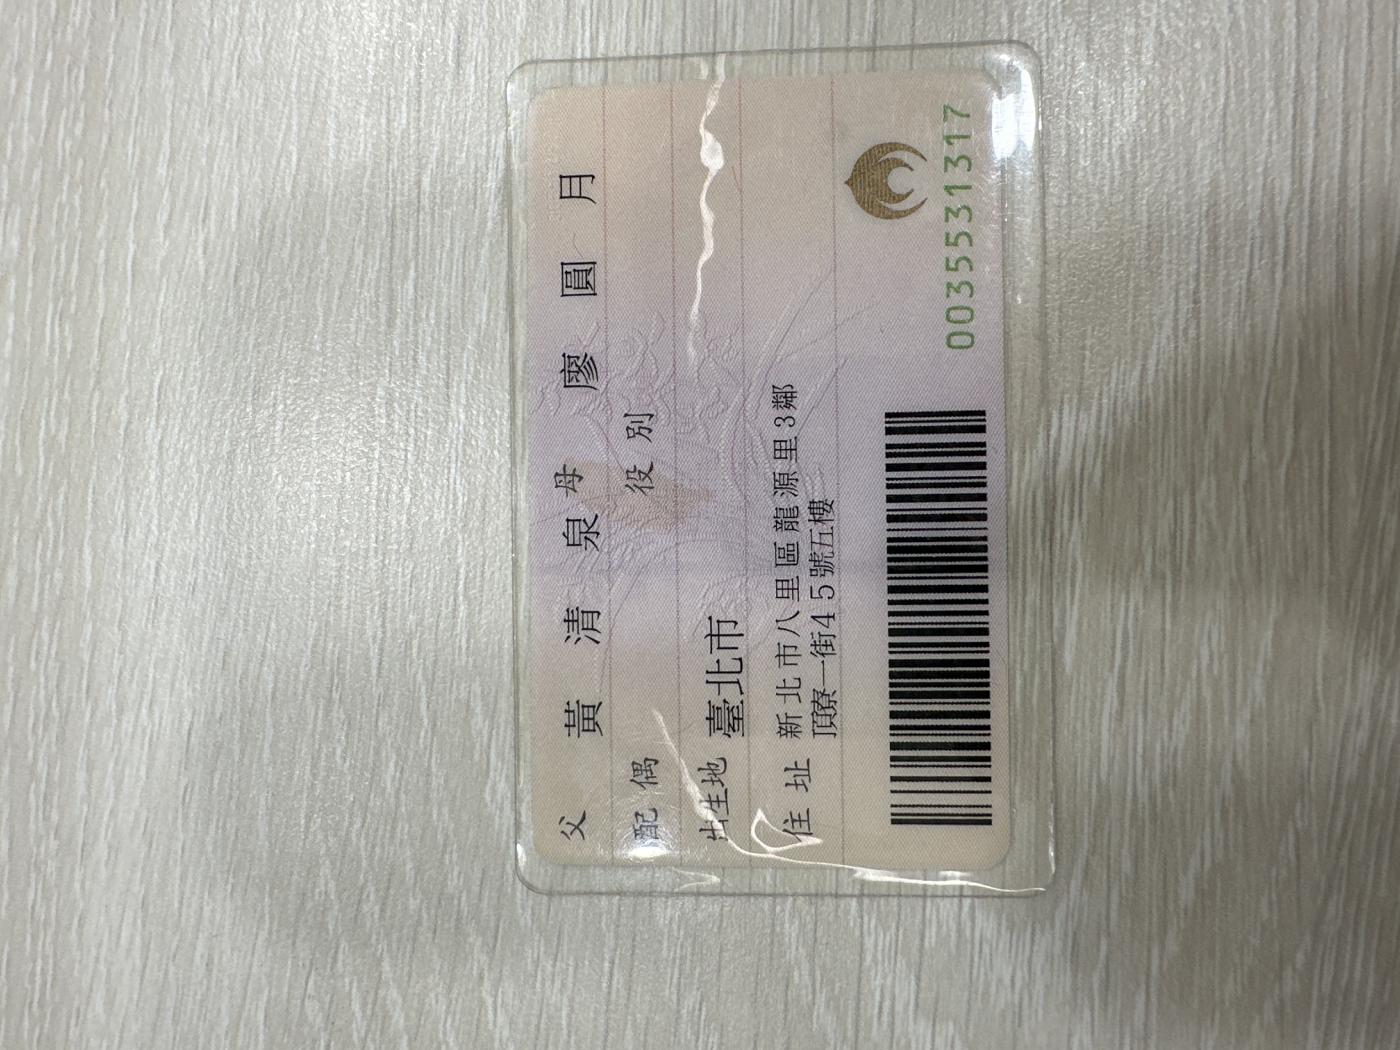 父 黃清泉 母 廖圓月
配偶 役別
出生地 臺北市
住址 新北市八里區龍源里3鄰
頂寮一街45號五樓
0035531317